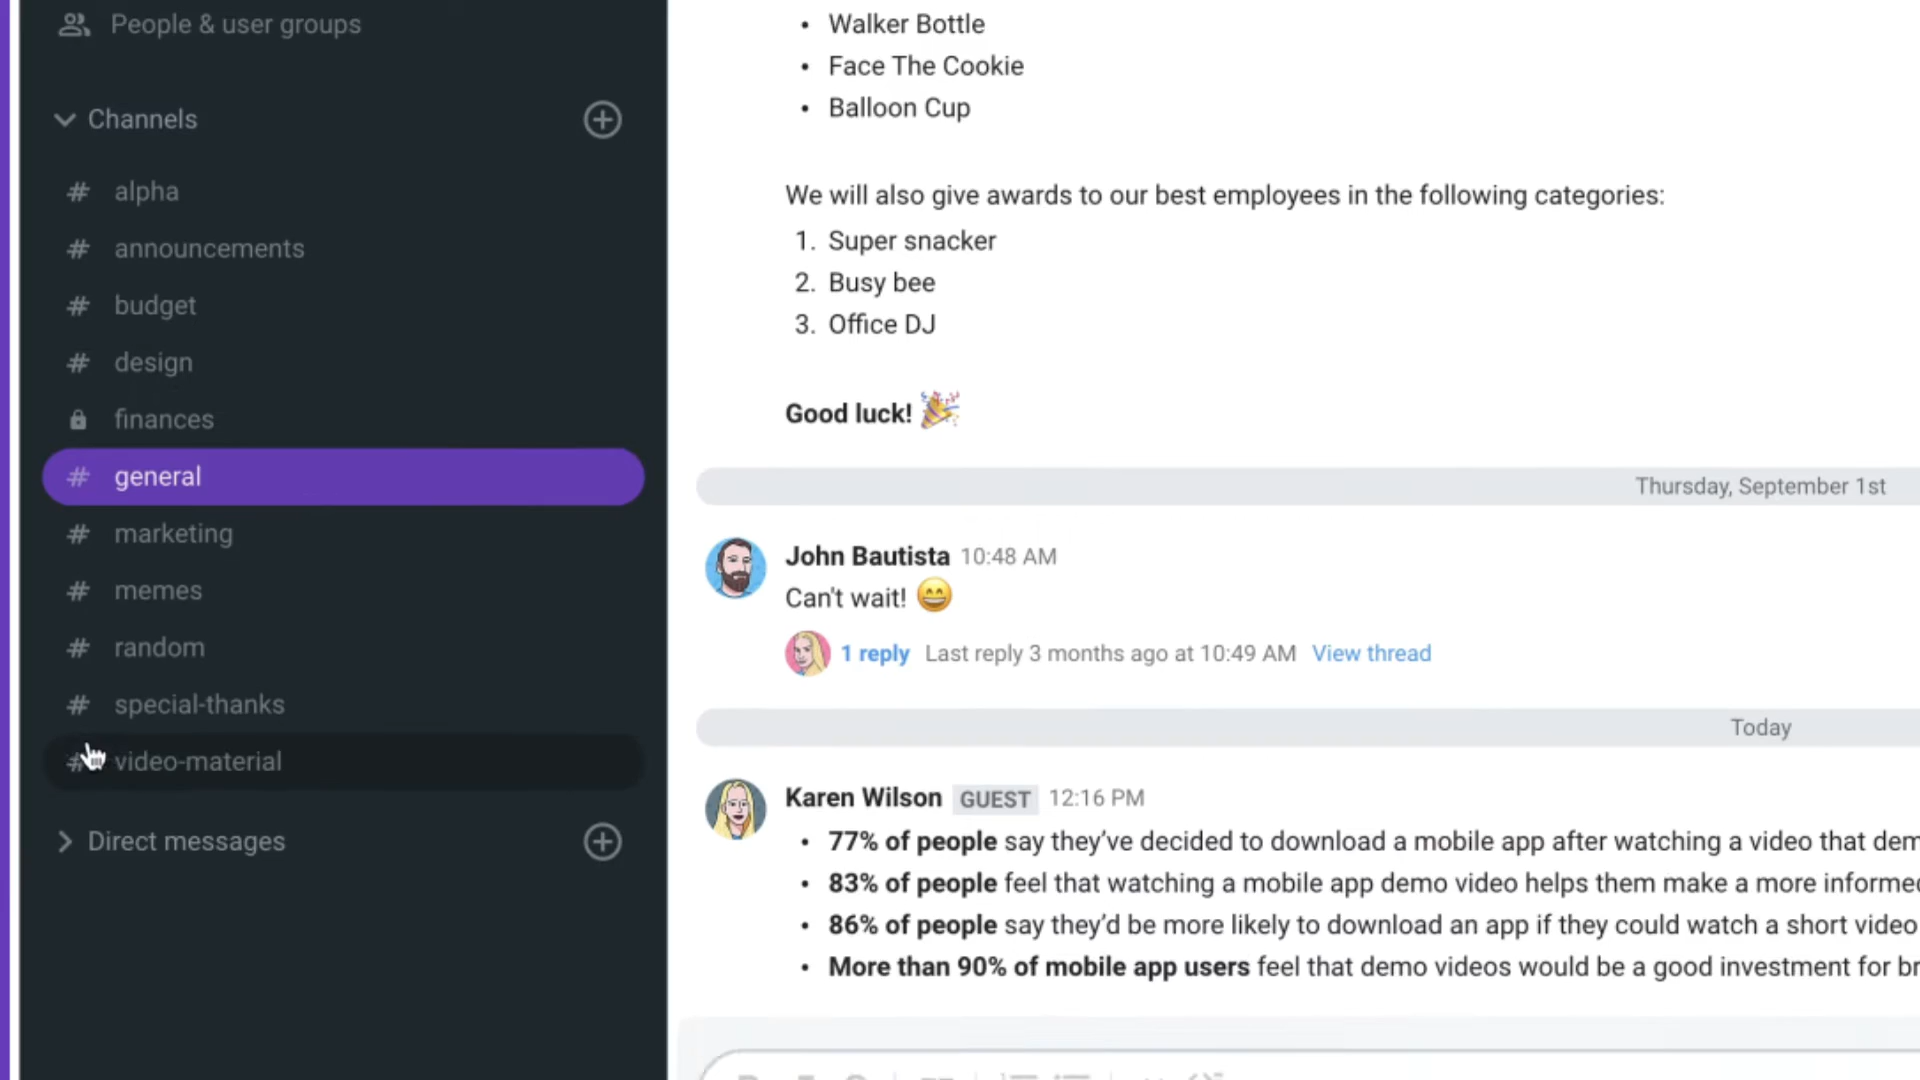 People & user groups
Channels
# alpha
# announcements
# budget
# design
finances
# general
# marketing
# memes
# random
# special-thanks
# video-material
Direct messages
• Walker Bottle
• Face The Cookie
• Balloon Cup
We will also give awards to our best employees in the following categories:
1. Super snacker
2. Busy bee
3. Office DJ
Good luck! 🎉
Thursday, September 1st
John Bautista 10:48 AM
Can't wait! 😄
1 reply Last reply 3 months ago at 10:49 AM View thread
Today
Karen Wilson GUEST 12:16 PM
• 77% of people say they’ve decided to download a mobile app after watching a video that dem
• 83% of people feel that watching a mobile app demo video helps them make a more informe
• 86% of people say they’d be more likely to download an app if they could watch a short video
• More than 90% of mobile app users feel that demo videos would be a good investment for br